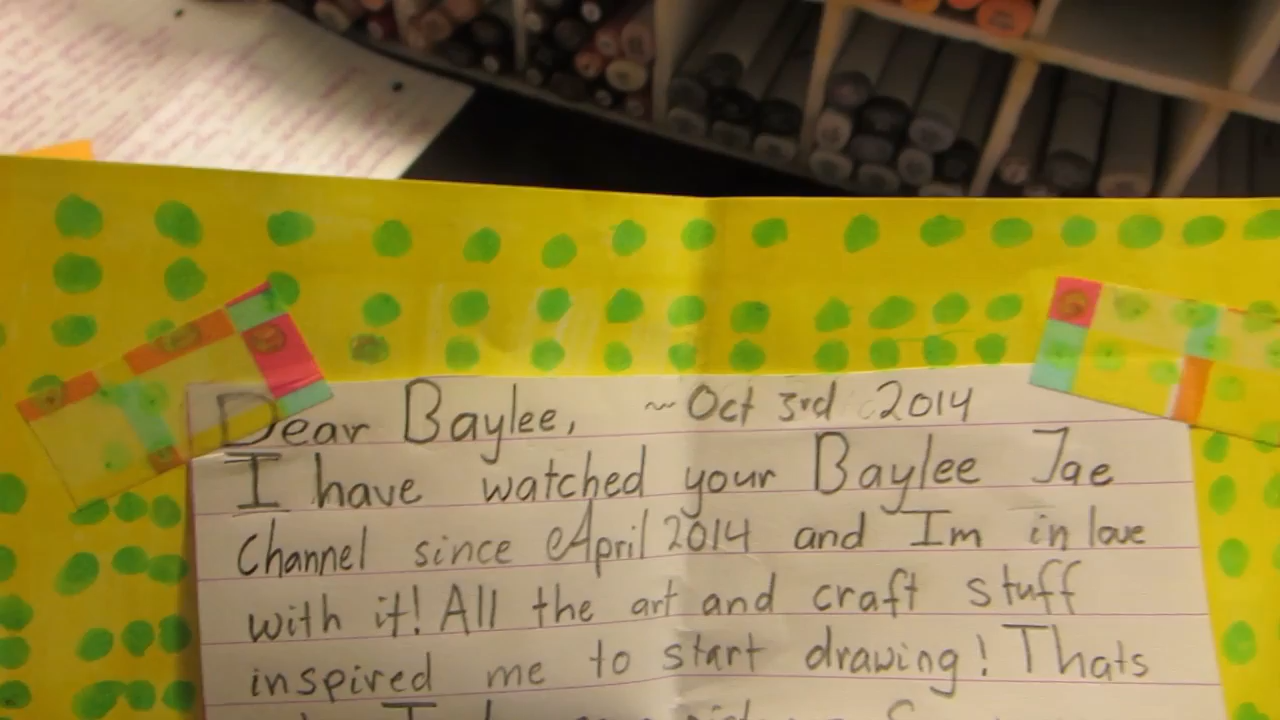 Dear Baylee, ~ Oct 3rd 2014
I have watched your Baylee Jae
Channel since April 2014 and Im in love
with it! All the art and craft stuff
inspired me to start drawing! Thats